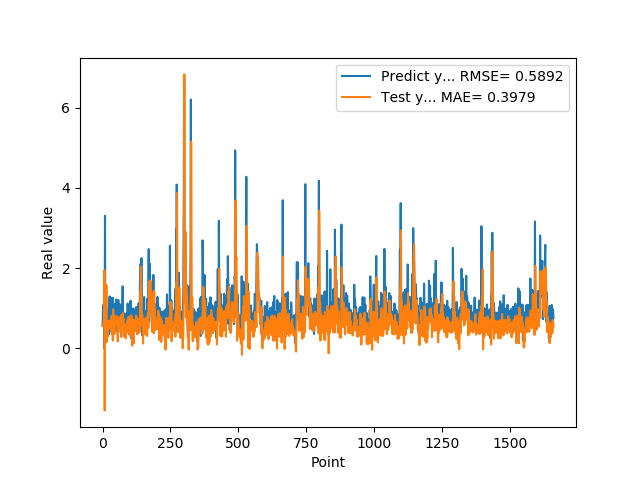 Predict y... RMSE= 0.5892
Test y... MAE= 0.3979
6
4
2
0
Real value
0 250 500 750 1000 1250 1500
Point